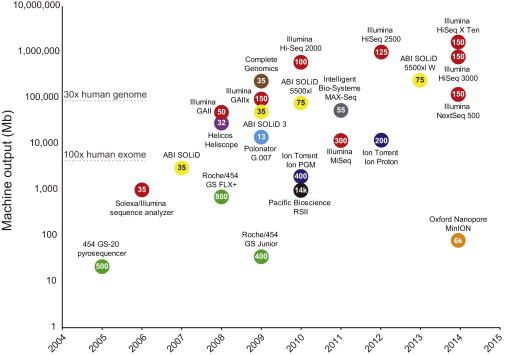 Machine output (Mb)
10,000,000
1,000,000
100,000
10,000
1,000
100
10
1
30x human genome
100x human exome
454 GS-20
pyrosequencer
500
Solexa/Illumina
sequence analyzer
35
ABI SOLiD
35
Illumina
GAII
50
32
Helicos
Heliscope
Roche/454
GS FLX+
800
Complete
Genomics
35
Illumina
GAIIx
150
35
ABI SOLiD 3
13
Polonator
G.007
Roche/454
GS Junior
400
Illumina
Hi-Seq 2000
100
ABI SOLiD
5500xl
75
Ion Torrent
Ion PGM
400
14k
Pacific Bioscience
RSII
Intelligent
Bio-Systems
MAX-Seq
55
300
Illumina
MiSeq
Illumina
HiSeq 2500
125
200
Ion Torrent
Ion Proton
ABI SOLiD
5500xl W
75
Illumina
HiSeq X Ten
150
150
Illumina
HiSeq 3000
150
Illumina
NextSeq 500
Oxford Nanopore
MinION
6k
2004
2005
2006
2007
2008
2009
2010
2011
2012
2013
2014
2015